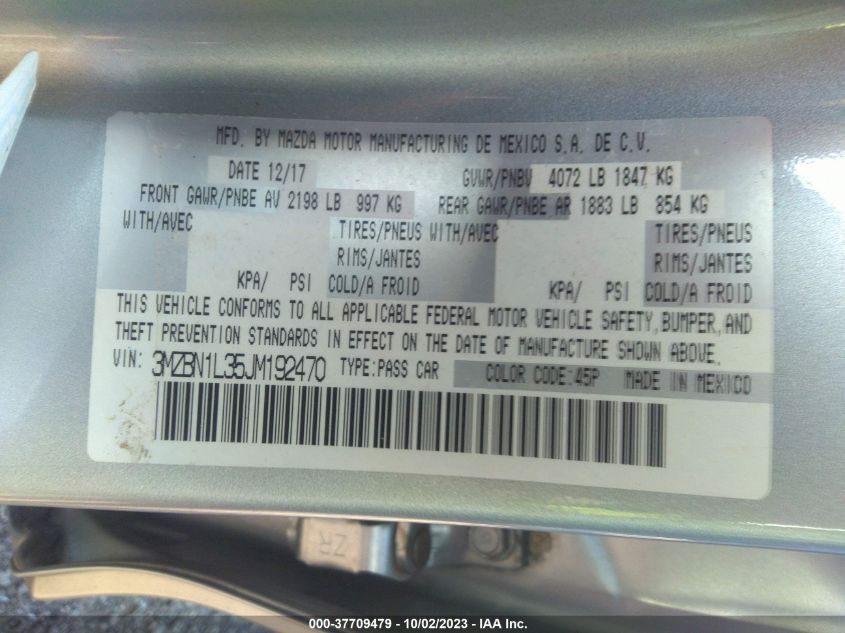 MFD. BY MAZDA MOTOR MANUFACTURING DE MEXICO S.A. DE C.V.
DATE 12/17 GVWR/PNBV 4072 LB 1847 KG
FRONT GAWR/PNBE AV 2198 LB 997 KG REAR GAWR/PNBE AR 1883 LB 854 KG
WITH/AVEC TIRES/PNEUS WITH/AVEC TIRES/PNEUS
RIMS/JANTES RIMS/JANTES
KPA/ PSI COLD/A FROID KPA/ PSI COLD/A FROID
THIS VEHICLE CONFORMS TO ALL APPLICABLE FEDERAL MOTOR VEHICLE SAFETY, BUMPER, AND
THEFT PREVENTION STANDARDS IN EFFECT ON THE DATE OF MANUFACTURE SHOWN ABOVE.
VIN: 3MZBN1L35JM192470 TYPE:PASS CAR COLOR CODE:45P MADE IN MEXICO
ZR
000-37709479 - 10/02/2023 - IAA Inc.